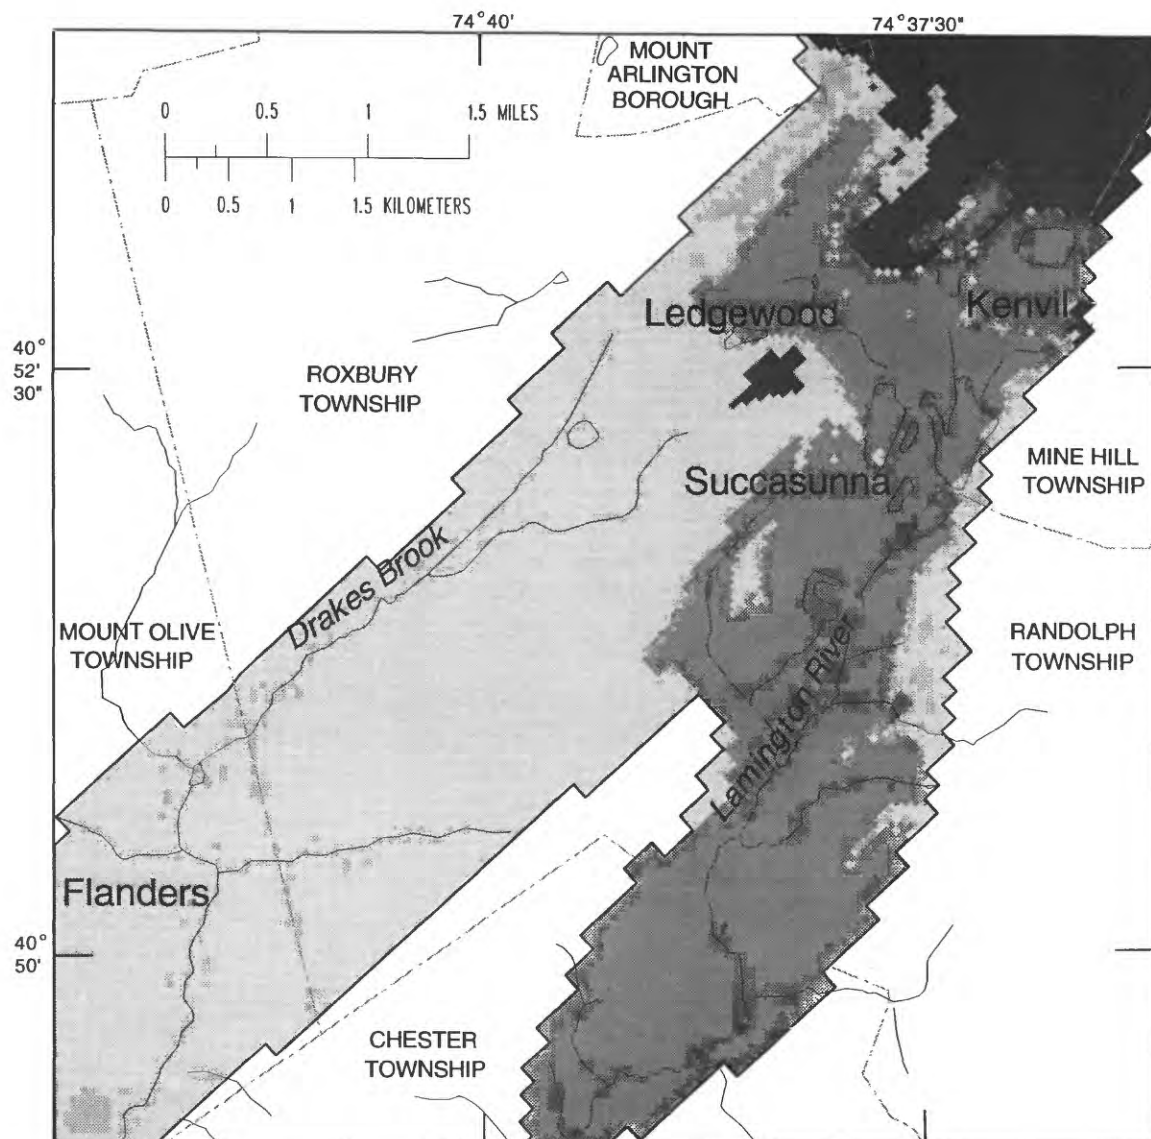 74°40'
74°37'30"
MOUNT
ARLINGTON
BOROUGH
0 0.5 1 1.5 MILES
0 0.5 1 1.5 KILOMETERS
Ledgewood
Kenvil
40°
52'
30"
ROXBURY
TOWNSHIP
MINE HILL
TOWNSHIP
Succasunna
Drakes Brook
MOUNT OLIVE
TOWNSHIP
RANDOLPH
TOWNSHIP
Lamington River
Flanders
40°
50'
CHESTER
TOWNSHIP